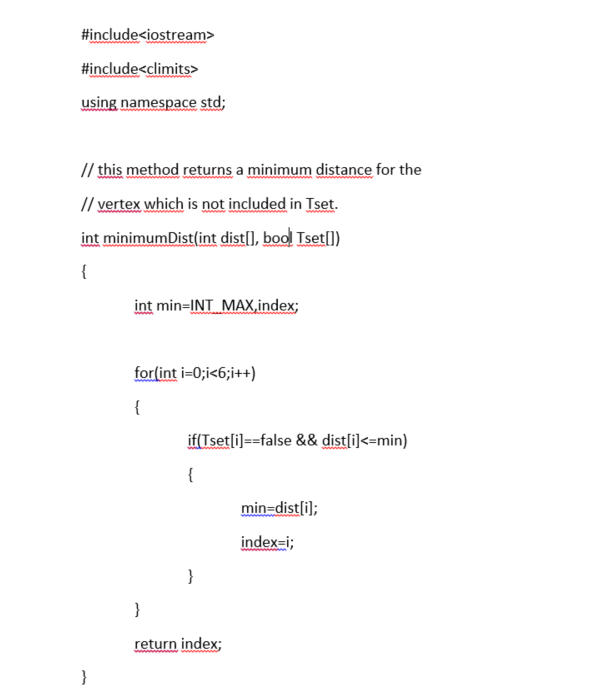 #include<iostream>
#include<climits>
using namespace std;
// this method returns a minimum distance for the
// vertex which is not included in Tset.
int minimumDist(int dist[], bool Tset[])
{
int min=INT_MAX,index;
for(int i=0;i<6;i++)
{
if(Tset[i]==false && dist[i]<=min)
{
min=dist[i];
index=i;
}
}
return index;
}